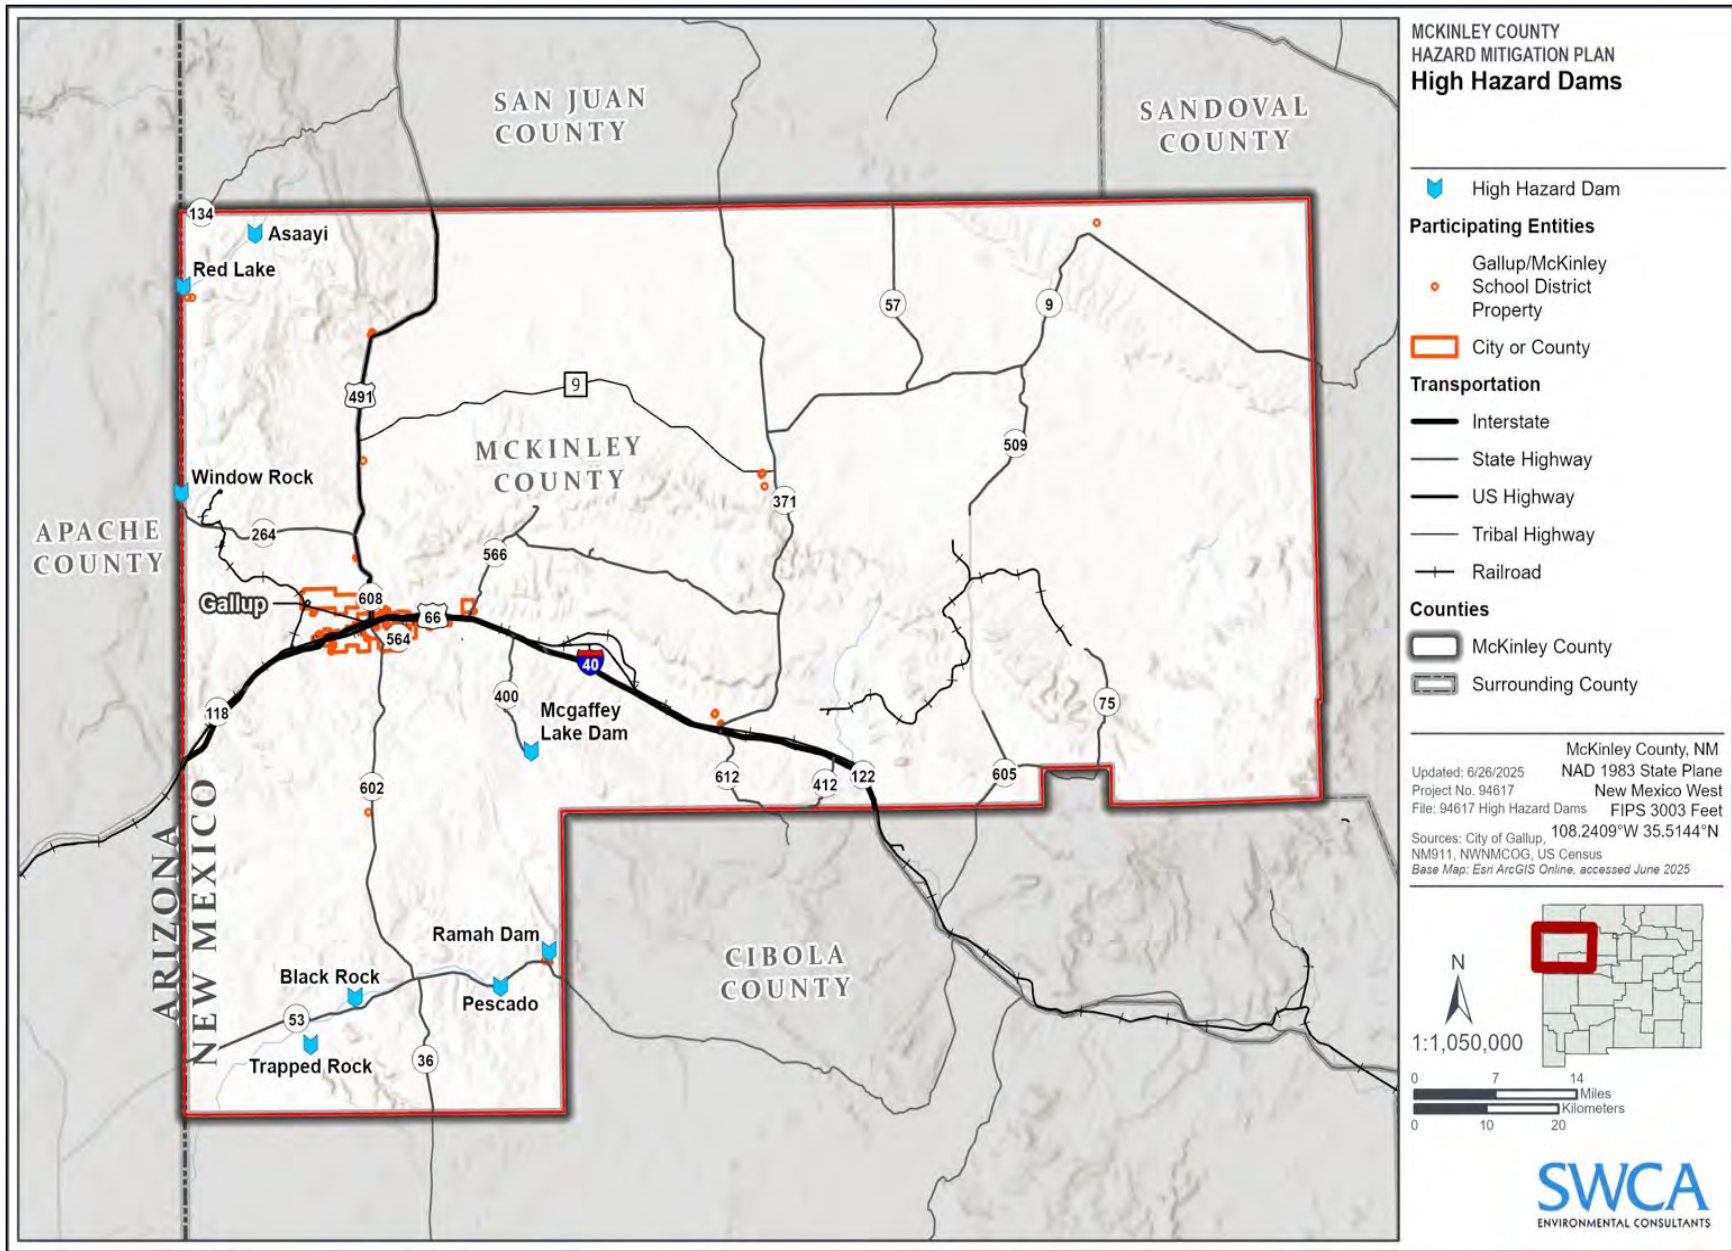 SAN JUAN
COUNTY
SANDOVAL
COUNTY
134
Asaayi
Red Lake
57
9
491
9
MCKINLEY
COUNTY
509
371
Window Rock
264
APACHE
COUNTY
566
608
Gallup
66
564
40
400
118
Mcgaffey
Lake Dam
75
612
412
122
605
602
ARIZONA
NEW MEXICO
Ramah Dam
Black Rock
Pescado
53
Trapped Rock
36
CIBOLA
COUNTY
MCKINLEY COUNTY
HAZARD MITIGATION PLAN
High Hazard Dams
High Hazard Dam
Participating Entities
Gallup/McKinley
School District
Property
City or County
Transportation
Interstate
State Highway
US Highway
Tribal Highway
Railroad
Counties
McKinley County
Surrounding County
McKinley County, NM
Updated: 6/26/2025 NAD 1983 State Plane
Project No. 94617 New Mexico West
File: 94617 High Hazard Dams FIPS 3003 Feet
Sources: City of Gallup, 108.2409°W 35.5144°N
NM911, NWNMCOG, US Census
Base Map: Esri ArcGIS Online, accessed June 2025
N
1:1,050,000
0 7 14
Miles
Kilometers
0 10 20
SWCA
ENVIRONMENTAL CONSULTANTS